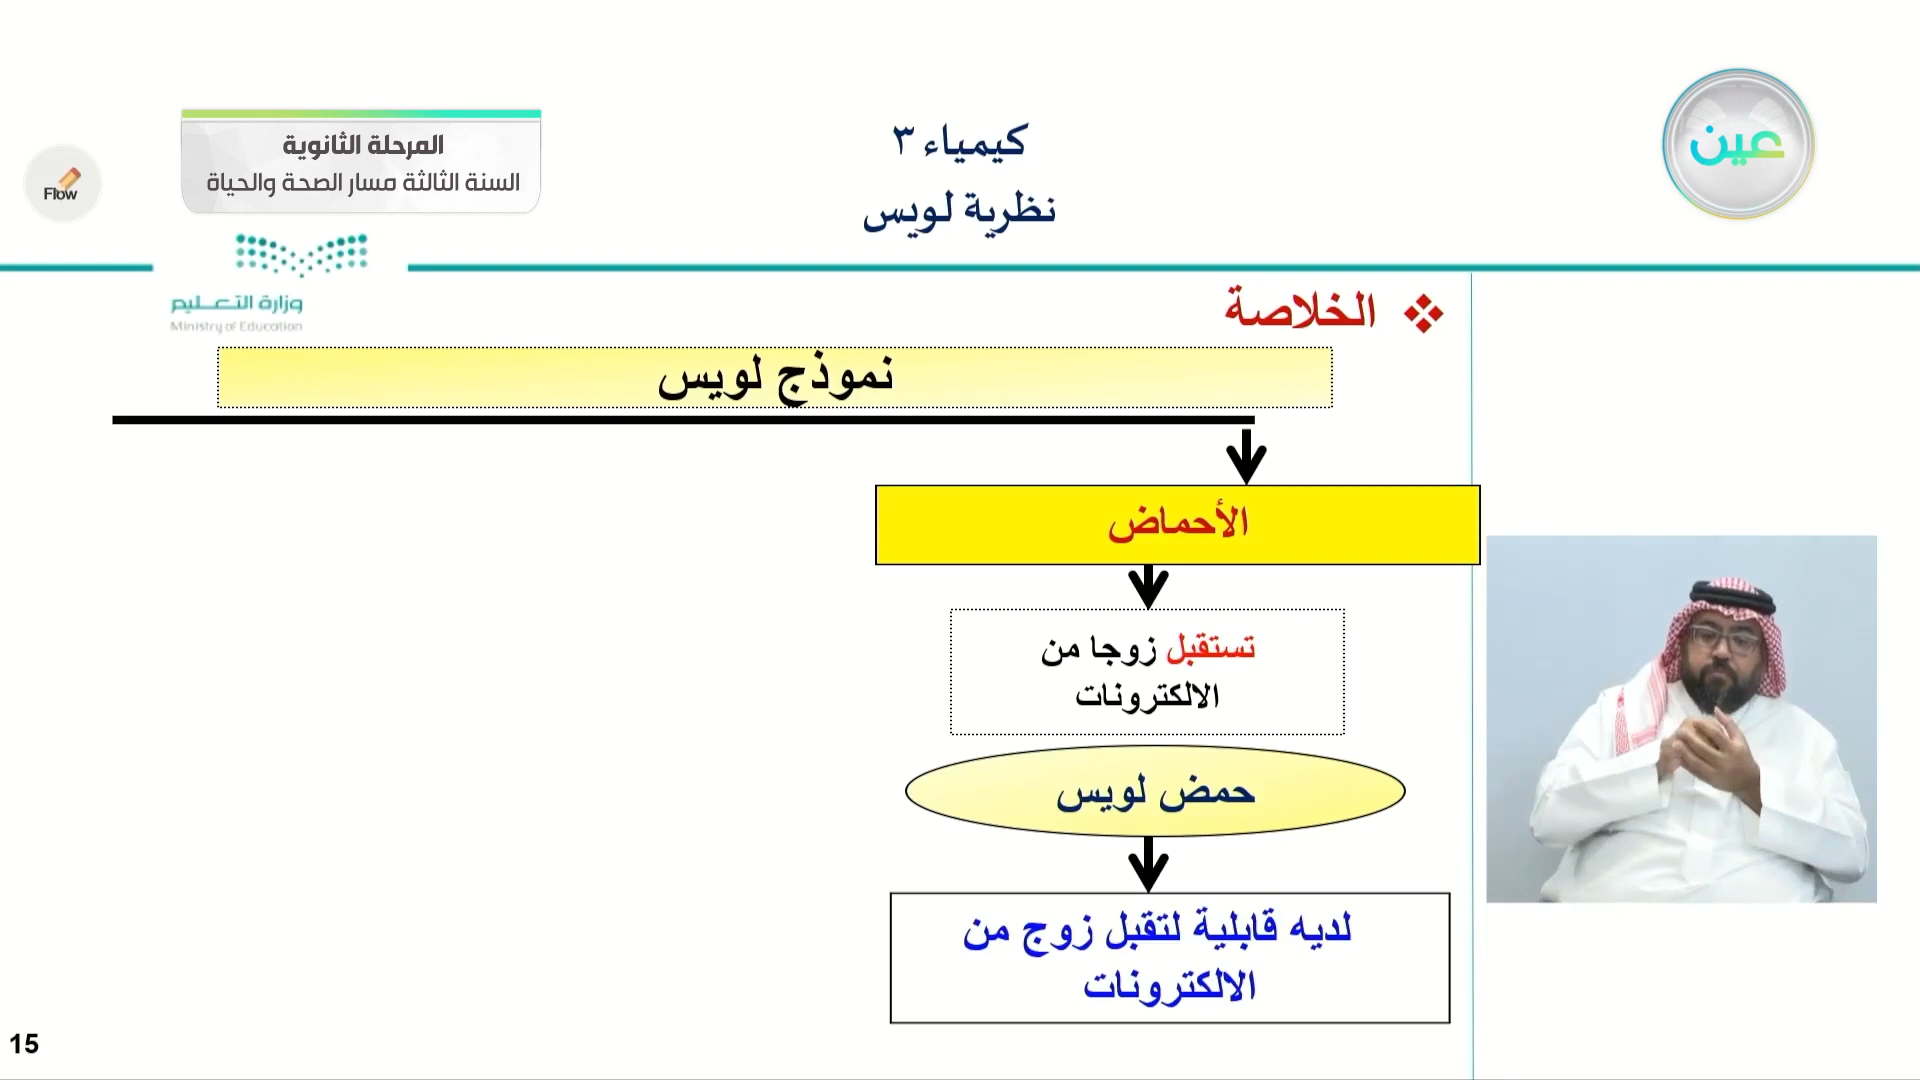 عين
كيمياء ٣
نظرية لويس
المرحلة الثانوية
السنة الثالثة مسار الصحة والحياة
Flow
وزارة التعليم
Ministry of Education
الخلاصة
نموذج لويس
الأحماض
تستقبل زوجا من
الالكترونات
حمض لويس
لديه قابلية لتقبل زوج من
الالكترونات
15